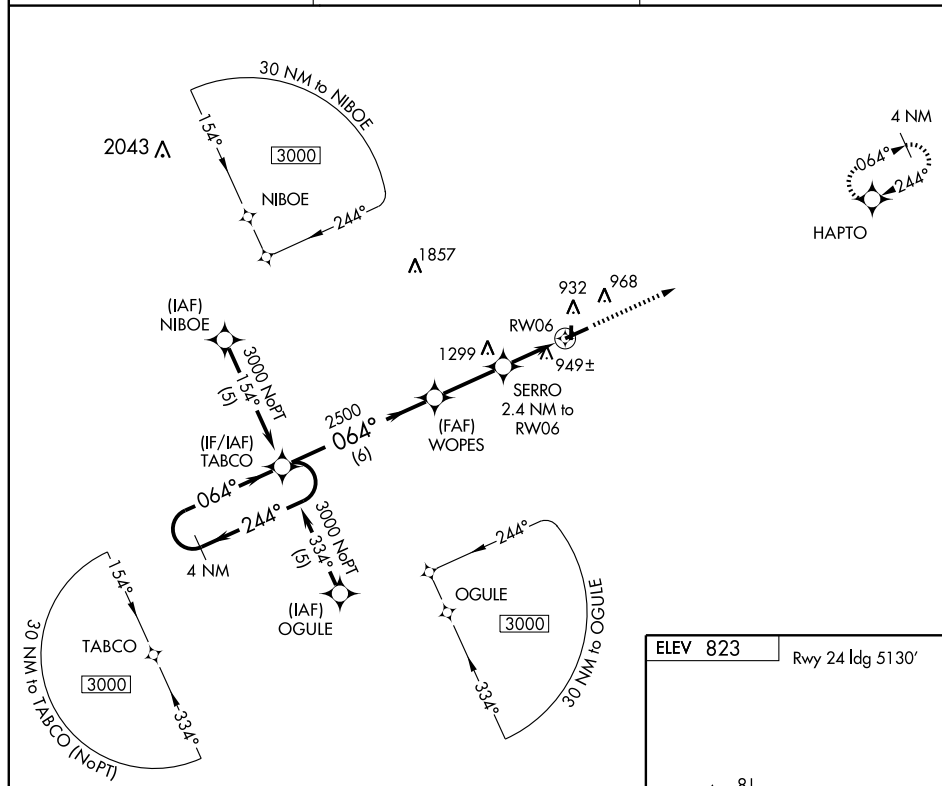 30 NM to NIBOE
154°
3000
2043
NIBOE
244°
4 NM
064°
244°
HAPTO
1857
(IAF)
NIBOE
3000 NoPT
154°
(5)
932
968
RW06
1299
949±
SERRO
2.4 NM to
RW06
(FAF)
WOPES
2500
064°
(6)
(IF/IAF)
TABCO
064°
244°
4 NM
3000 NoPT
334°
(5)
(IAF)
OGULE
154°
TABCO
3000
334°
30 NM to TABCO (NoPT)
244°
OGULE
3000
334°
30 NM to OGULE
ELEV 823
Rwy 24 ldg 5130'